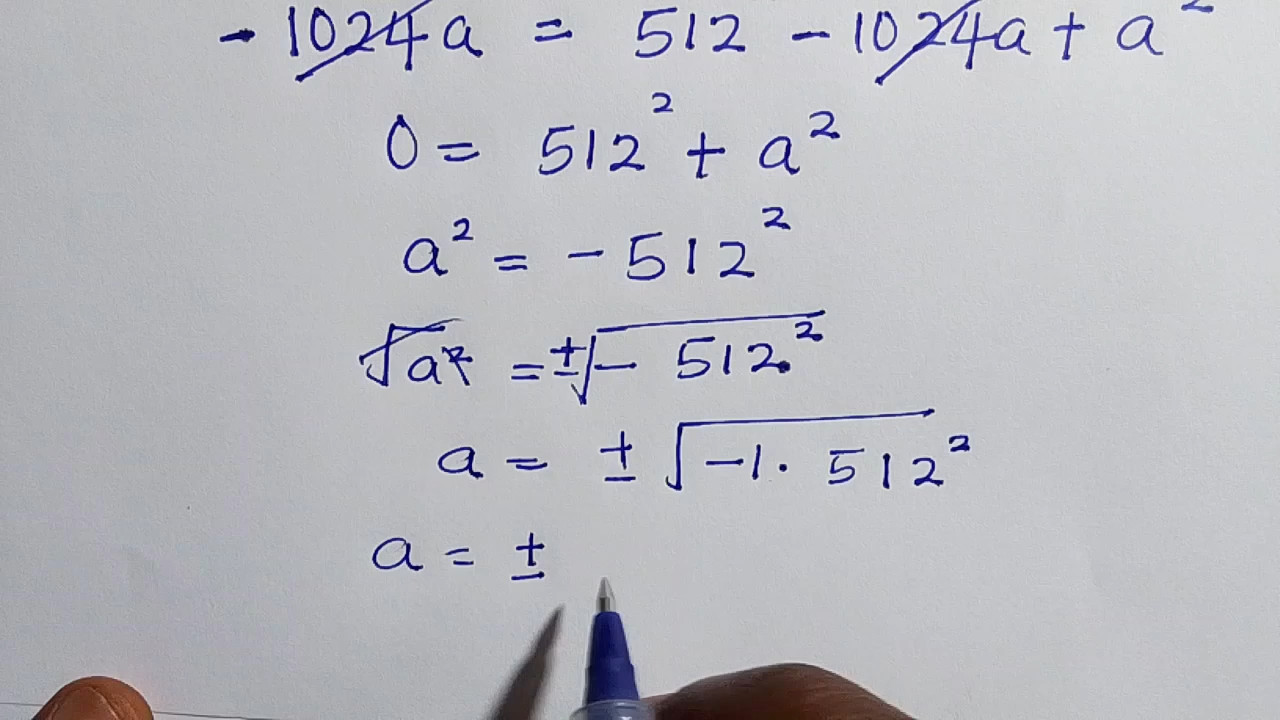 - 1024a = 512 - 1024a + a²
0 = 512² + a²
a² = -512²
√a² = ±√- 512²
a = ± √-1. 512²
a = ±